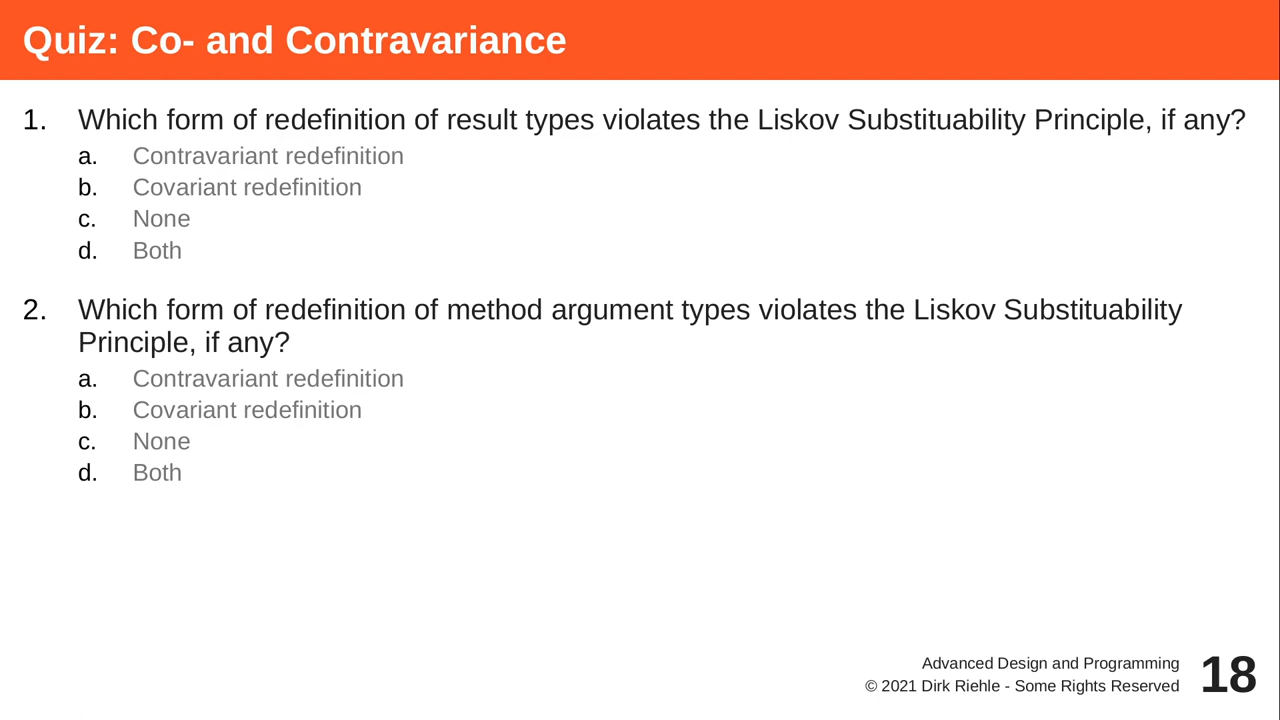 Quiz: Co- and Contravariance
1. Which form of redefinition of result types violates the Liskov Substituability Principle, if any?
a. Contravariant redefinition
b. Covariant redefinition
c. None
d. Both
2. Which form of redefinition of method argument types violates the Liskov Substituability
Principle, if any?
a. Contravariant redefinition
b. Covariant redefinition
c. None
d. Both
Advanced Design and Programming
© 2021 Dirk Riehle - Some Rights Reserved
18